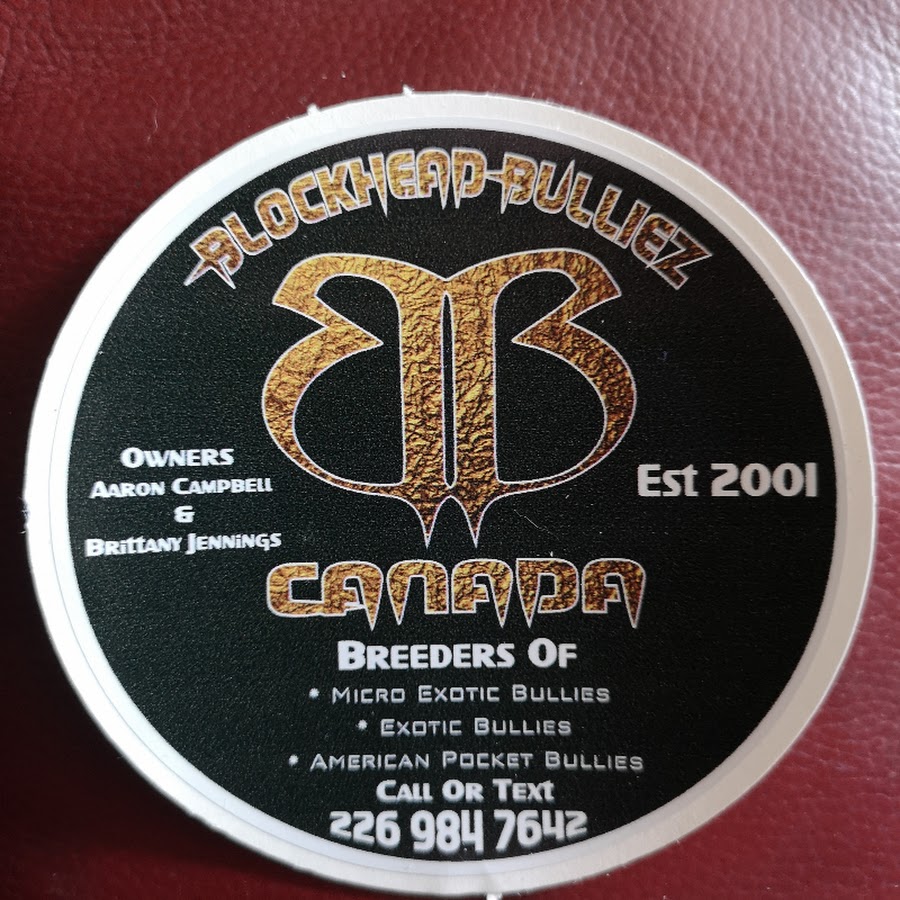 BLOCKHEAD-BULLIEZ
BB
OWNERS
AARON CAMPBELL
&
BRITTANY JENNINGS
Est 2001
CANADA
BREEDERS OF
* MICRO EXOTIC BULLIES
* EXOTIC BULLIES
* AMERICAN POCKET BULLIES
CALL OR TEXT
226 984 7642